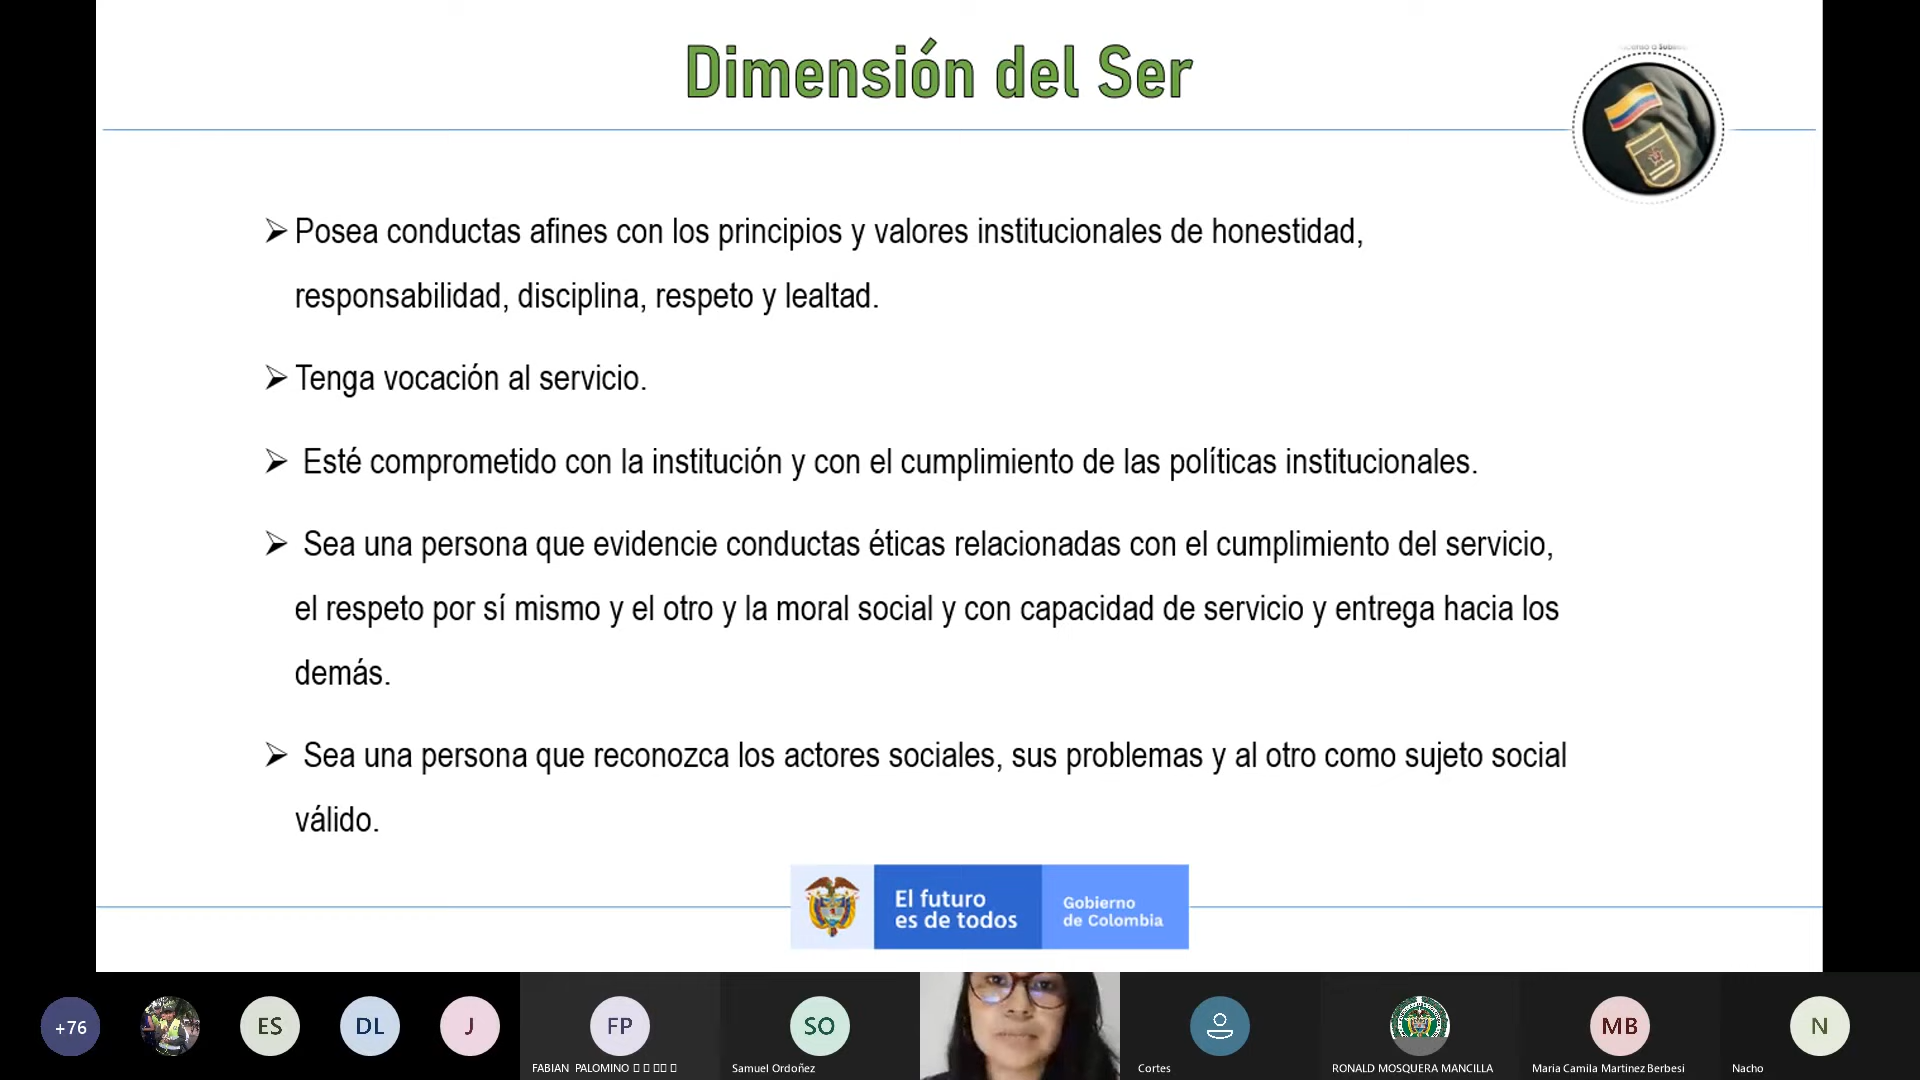 Dimensión del Ser
➢ Posea conductas afines con los principios y valores institucionales de honestidad,
responsabilidad, disciplina, respeto y lealtad.
➢ Tenga vocación al servicio.
➢ Esté comprometido con la institución y con el cumplimiento de las políticas institucionales.
➢ Sea una persona que evidencie conductas éticas relacionadas con el cumplimiento del servicio,
el respeto por sí mismo y el otro y la moral social y con capacidad de servicio y entrega hacia los
demás.
➢ Sea una persona que reconozca los actores sociales, sus problemas y al otro como sujeto social
válido.
El futuro
es de todos
Gobierno
de Colombia
+76
ES
DL
J
FP
SO
MB
N
FABIAN PALOMINO
Samuel Ordoñez
Cortes
RONALD MOSQUERA MANCILLA
Maria Camila Martinez Berbesi
Nacho